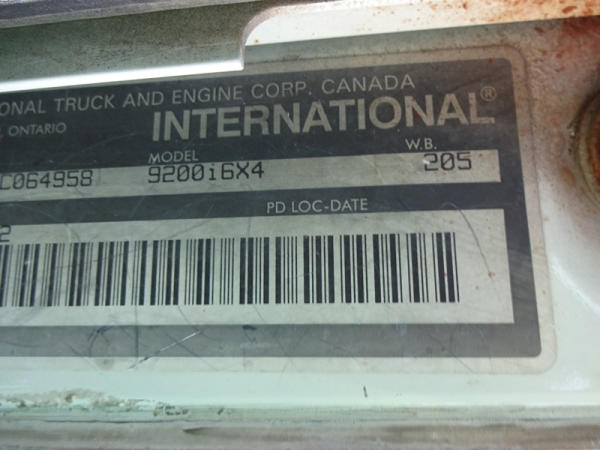 ONAL TRUCK AND ENGINE CORP. CANADA
, ONTARIO
INTERNATIONAL®
MODEL W.B.
C064958 9200i6X4 205
PD LOC-DATE
2